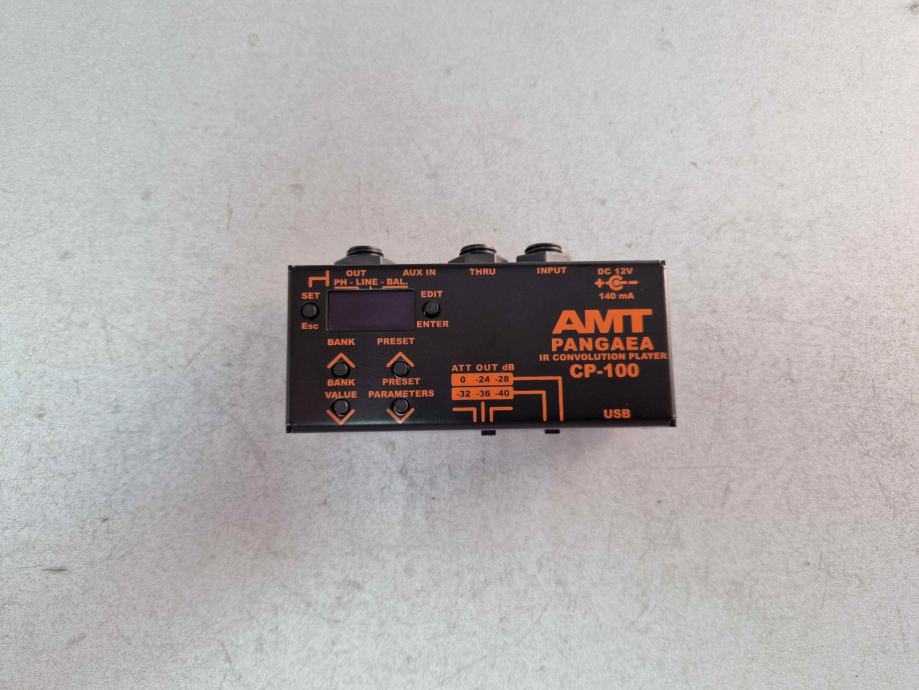 OUT AUX IN THRU INPUT DC 12V
PH - LINE - BAL.
140 mA
SET
Esc
EDIT
ENTER
BANK PRESET
BANK PRESET
VALUE PARAMETERS
ATT OUT dB
0 -24 -28
-32 -36 -40
AMT
PANGAEA
IR CONVOLUTION PLAYER
CP-100
USB